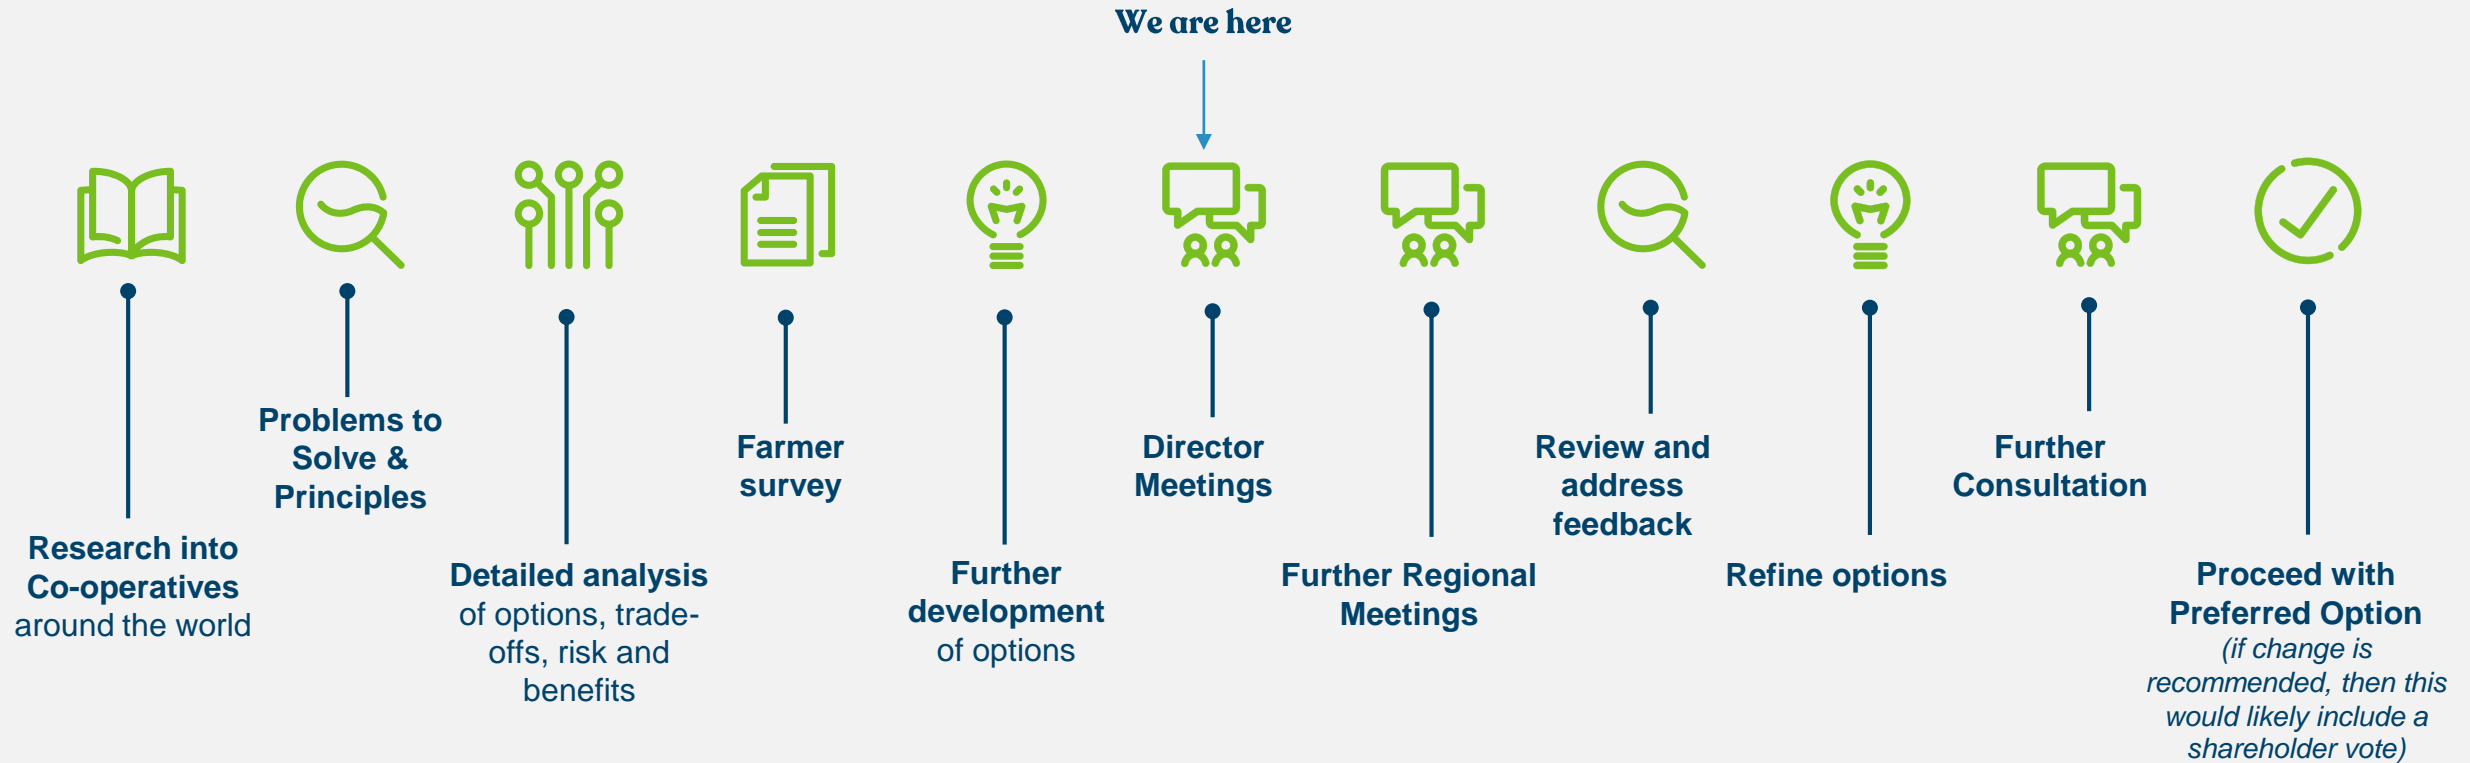 We are here
Research into
Co-operatives
around the world
Problems to
Solve &
Principles
Detailed analysis
of options, trade-
offs, risk and
benefits
Farmer
survey
Further
development
of options
Director
Meetings
Further Regional
Meetings
Review and
address
feedback
Refine options
Further
Consultation
Proceed with
Preferred Option
(if change is
recommended, then this
would likely include a
shareholder vote)